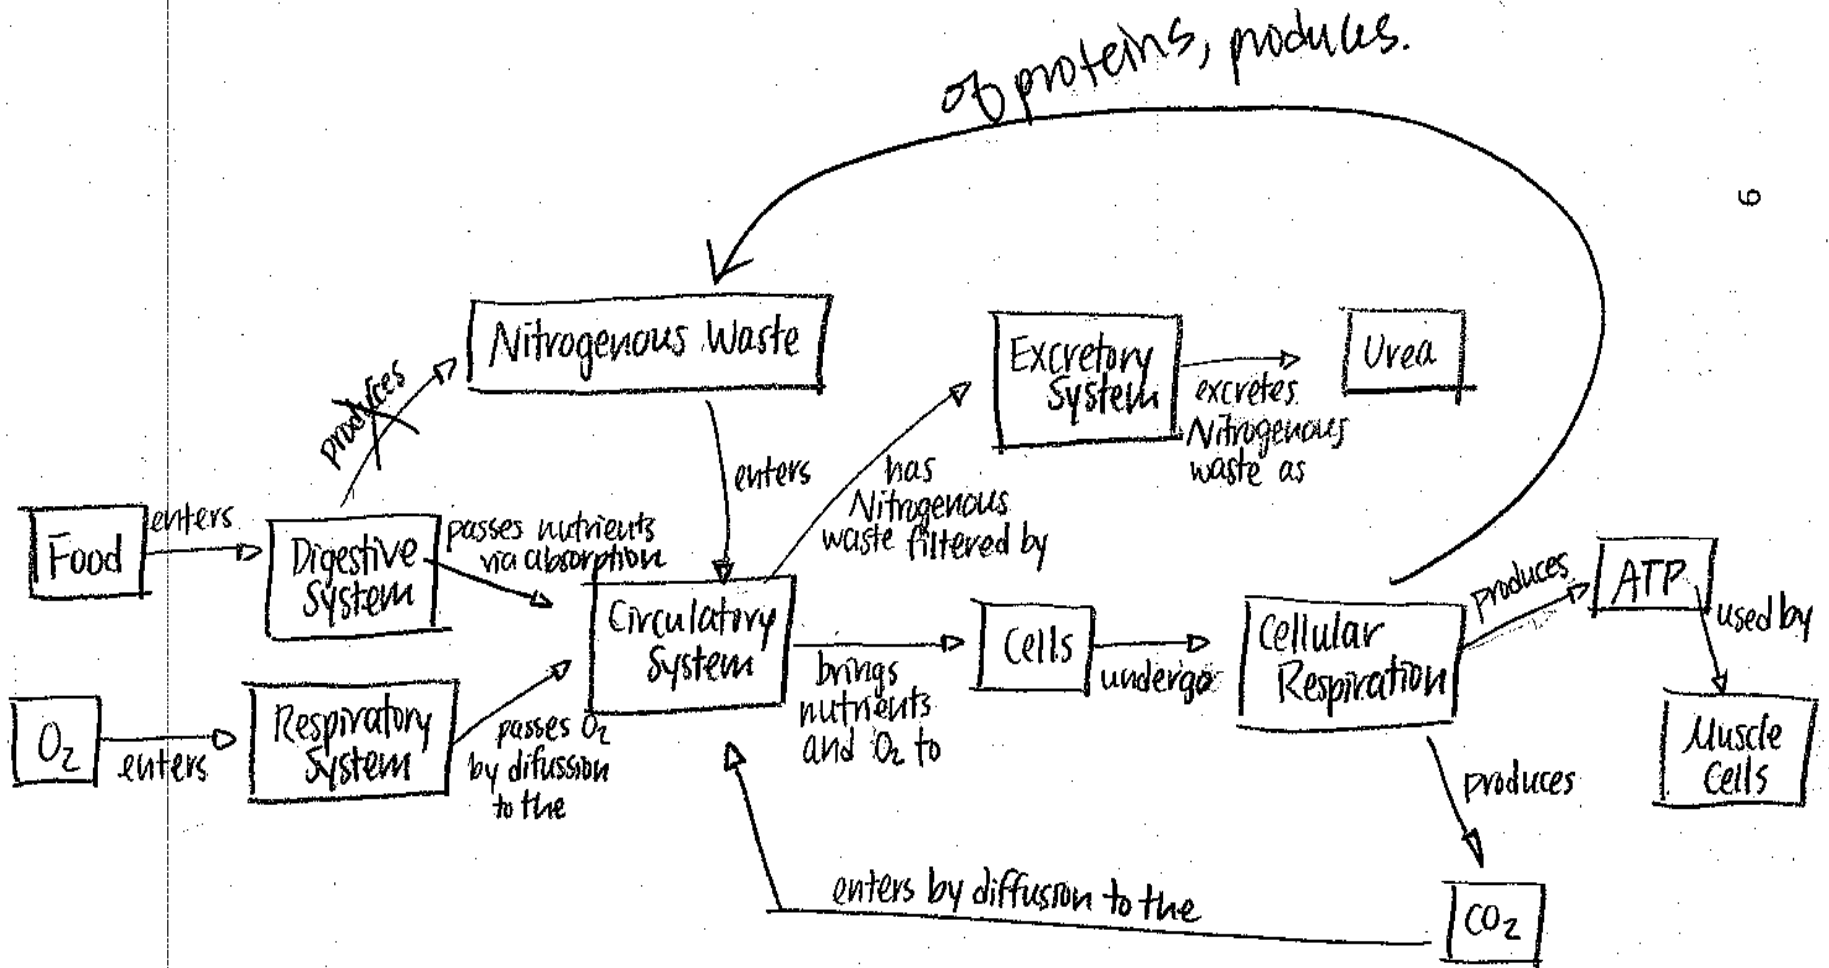 of proteins, produces.
6
Nitrogenous Waste
produces
Excretory
System
excretes
Nitrogenous
waste as
Urea
enters
has
Nitrogenous
waste filtered by
Food
enters
Digestive
System
passes nutrients
via absorption
Circulatory
System
brings
nutrients
and O2 to
Cells
undergo
Cellular
Respiration
produces
ATP
used by
Muscle
Cells
O2
enters
Respiratory
System
passes O2
by difussion
to the
produces
CO2
enters by diffusion to the